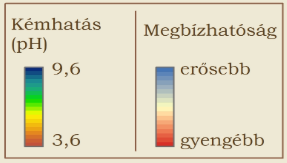 Kémhatás
(pH)
9,6
3,6
Megbízhatóság
erősebb
gyengébb